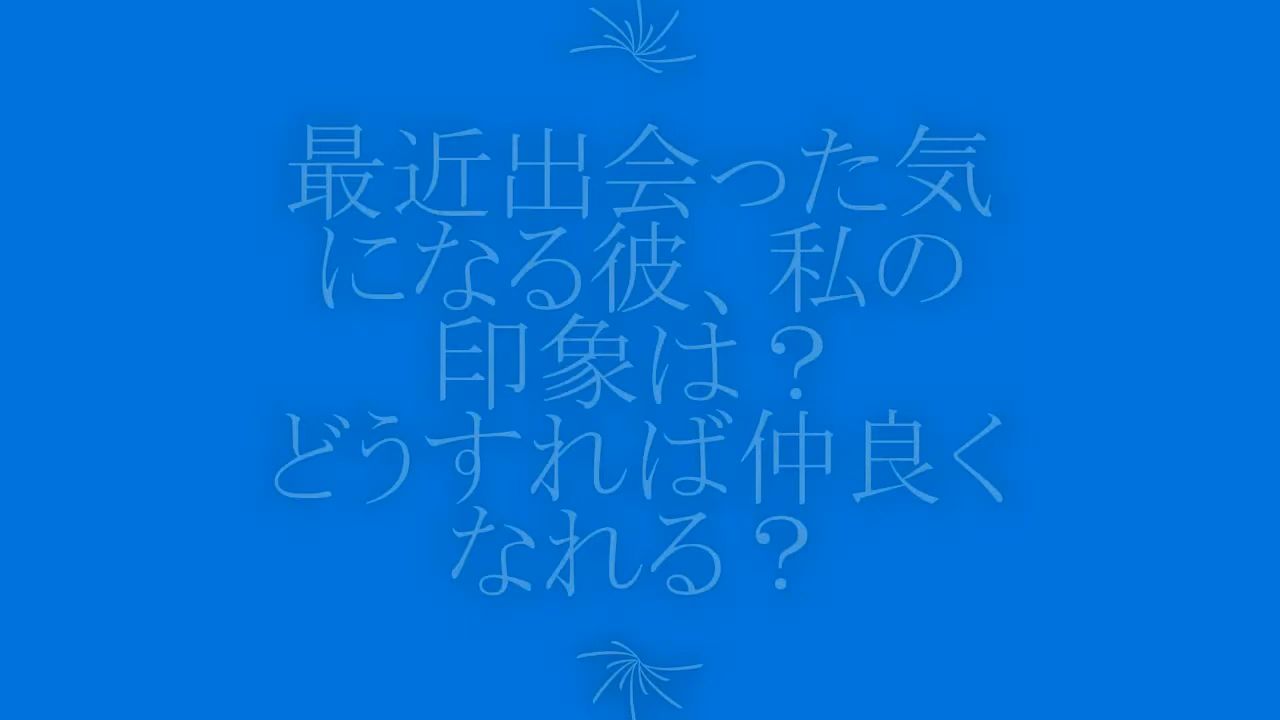 最近出会った気
になる彼、私の
印象は？
どうすれば仲良く
なれる？